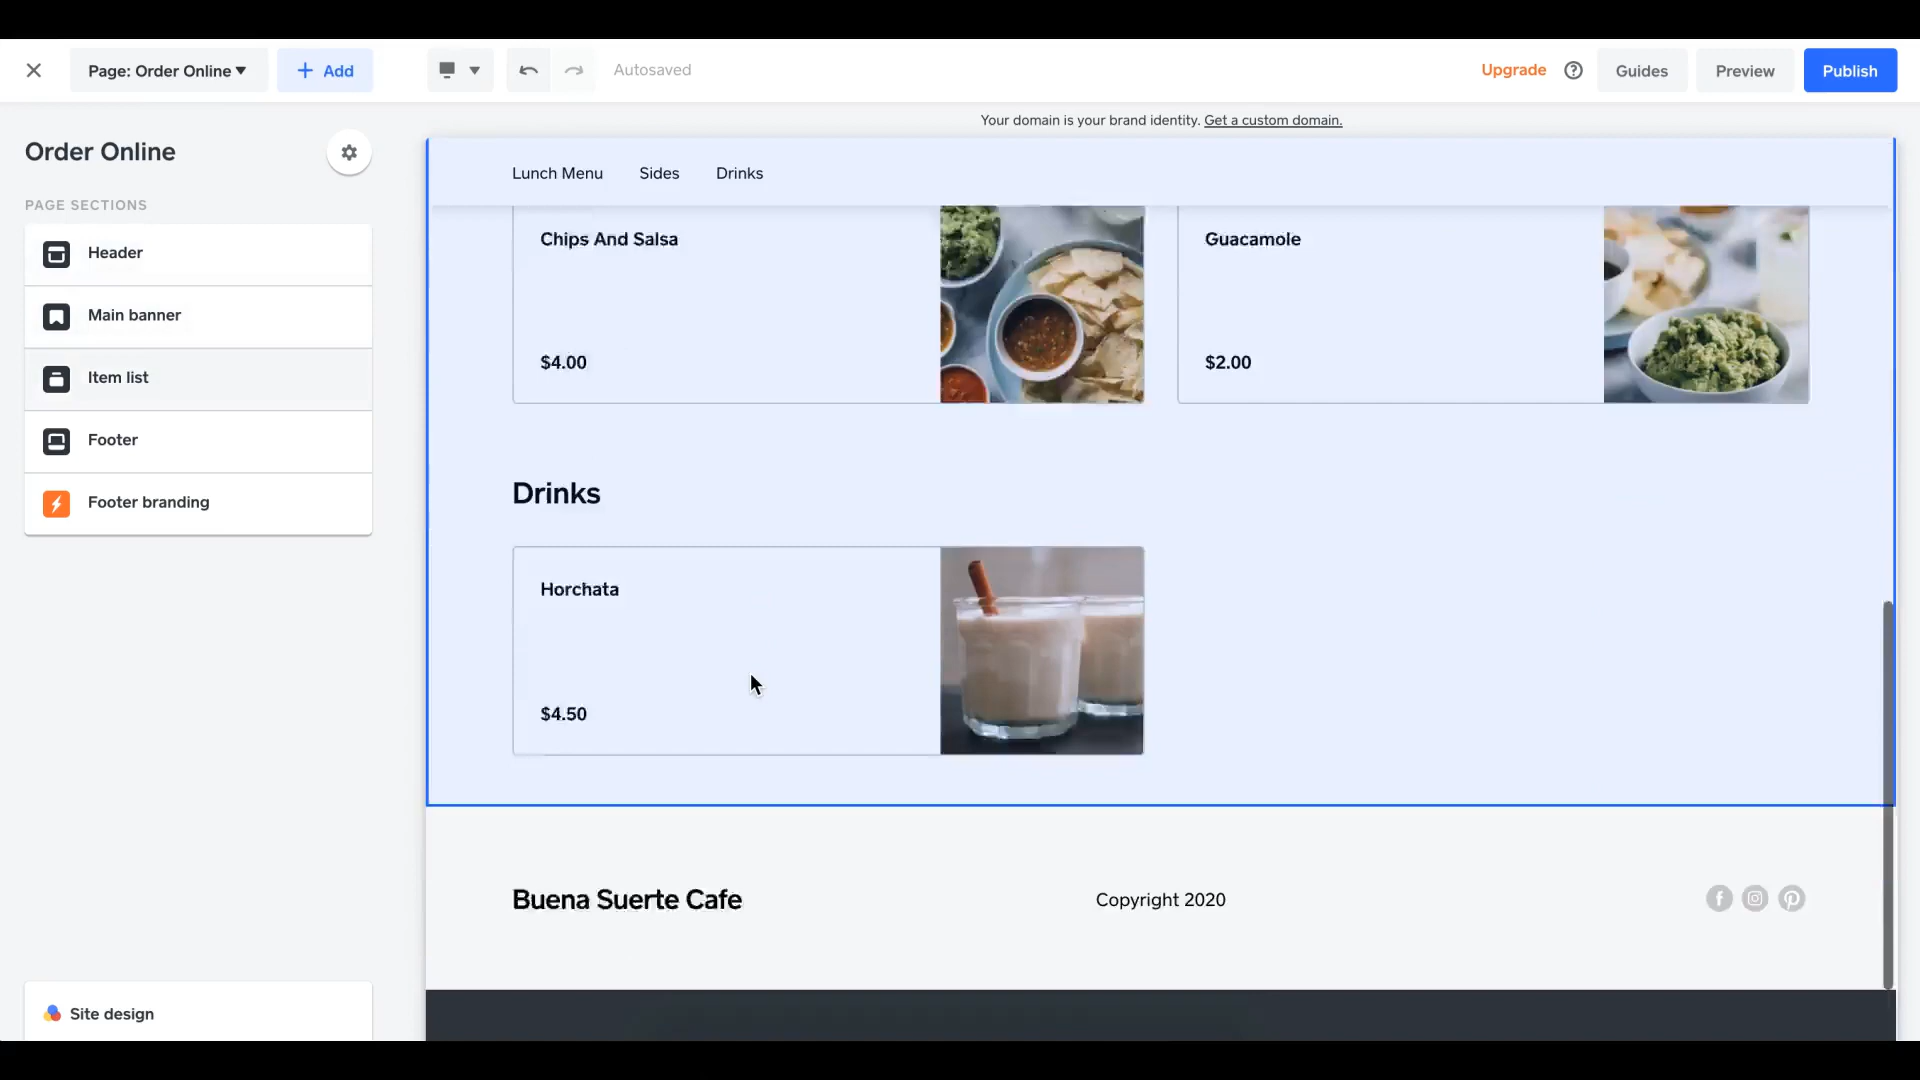 Page: Order Online
Add
Autosaved
Upgrade
Guides
Preview
Publish
Your domain is your brand identity. Get a custom domain.
Order Online
PAGE SECTIONS
Header
Main banner
Item list
Footer
Footer branding
Site design
Lunch Menu Sides Drinks
Chips And Salsa
$4.00
Guacamole
$2.00
Drinks
Horchata
$4.50
Buena Suerte Cafe
Copyright 2020